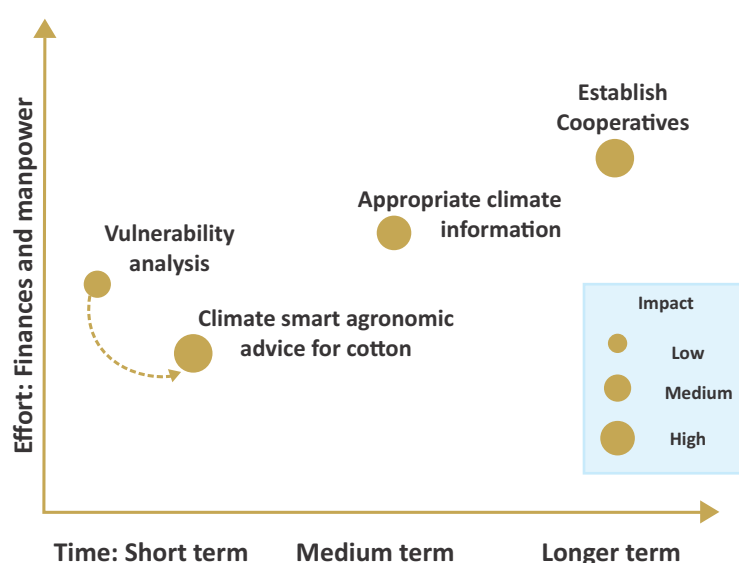 Effort: Finances and manpower
Establish
Cooperatives
Appropriate climate
information
Vulnerability
analysis
Climate smart agronomic
advice for cotton
Impact
Low
Medium
High
Time: Short term
Medium term
Longer term